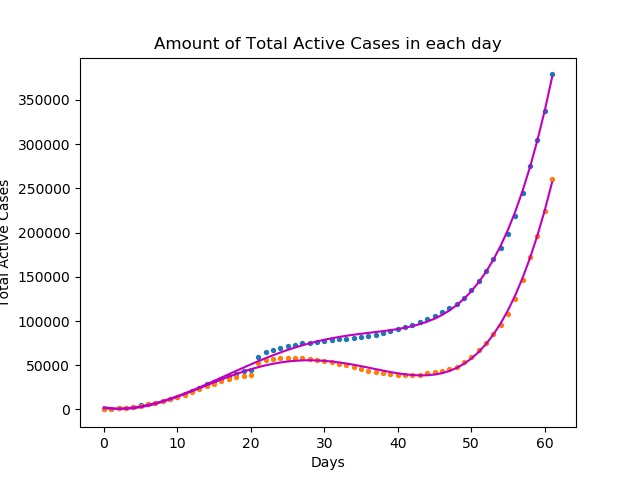 Amount of Total Active Cases in each day
350000
300000
250000
200000
150000
100000
50000
0
Total Active Cases
0 10 20 30 40 50 60
Days